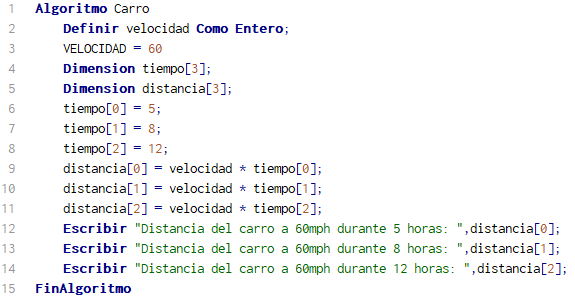 1 Algoritmo Carro
2 Definir velocidad Como Entero;
3 VELOCIDAD = 60
4 Dimension tiempo[3];
5 Dimension distancia[3];
6 tiempo[0] = 5;
7 tiempo[1] = 8;
8 tiempo[2] = 12;
9 distancia[0] = velocidad * tiempo[0];
10 distancia[1] = velocidad * tiempo[1];
11 distancia[2] = velocidad * tiempo[2];
12 Escribir "Distancia del carro a 60mph durante 5 horas: ",distancia[0];
13 Escribir "Distancia del carro a 60mph durante 8 horas: ",distancia[1];
14 Escribir "Distancia del carro a 60mph durante 12 horas: ",distancia[2];
15 FinAlgoritmo